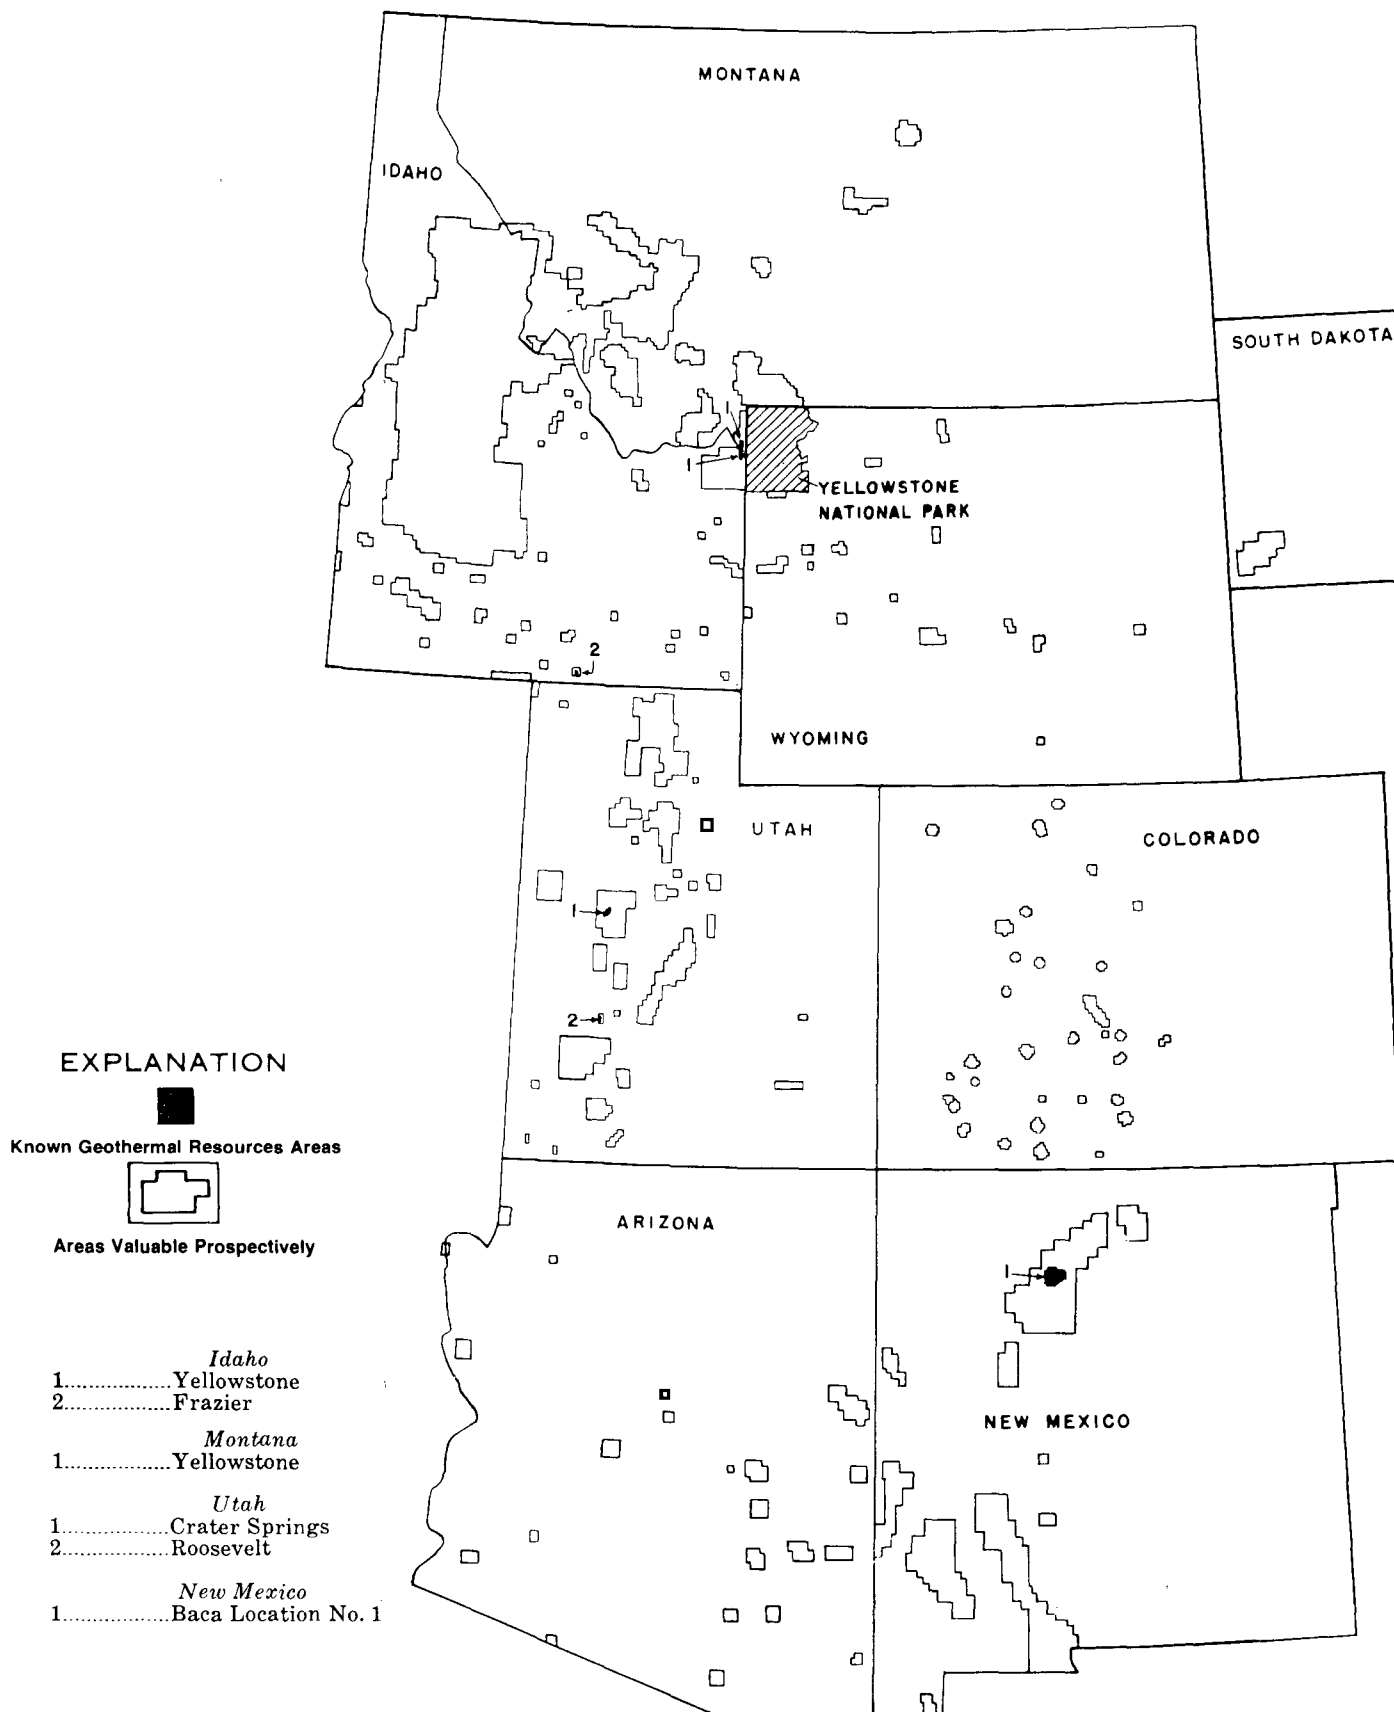 MONTANA
IDAHO
SOUTH DAKOTA
1
1
YELLOWSTONE
NATIONAL PARK
2
WYOMING
UTAH
COLORADO
1
2
EXPLANATION
Known Geothermal Resources Areas
Areas Valuable Prospectively
ARIZONA
1
NEW MEXICO
Idaho
1................Yellowstone
2................Frazier
Montana
1................Yellowstone
Utah
1................Crater Springs
2................Roosevelt
New Mexico
1................Baca Location No. 1